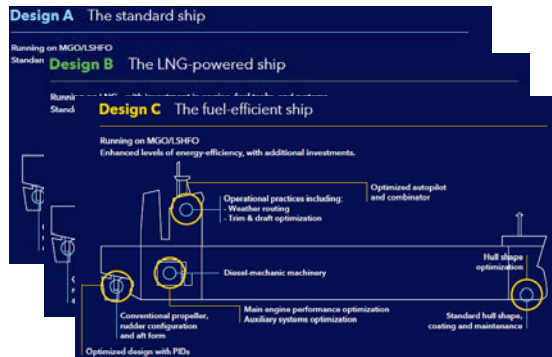 Design A The standard ship
Running on MGO/LSHFO
Standar
Design B The LNG-powered ship
Runnin
Stand
Design C The fuel-efficient ship
Running on MGO/LSHFO
Enhanced levels of energy-efficiency, with additional investments.
Optimized autopilot
and combinator
Operational practices including:
- Weather routing
- Trim & draft optimization
Hull shape
optimization
Diesel-mechanic machinery
Conventional propeller,
rudder configuration
and aft form
Main engine performance optimization
Auxiliary systems optimization
Standard hull shape,
coating and maintenance
Optimized design with PIDs